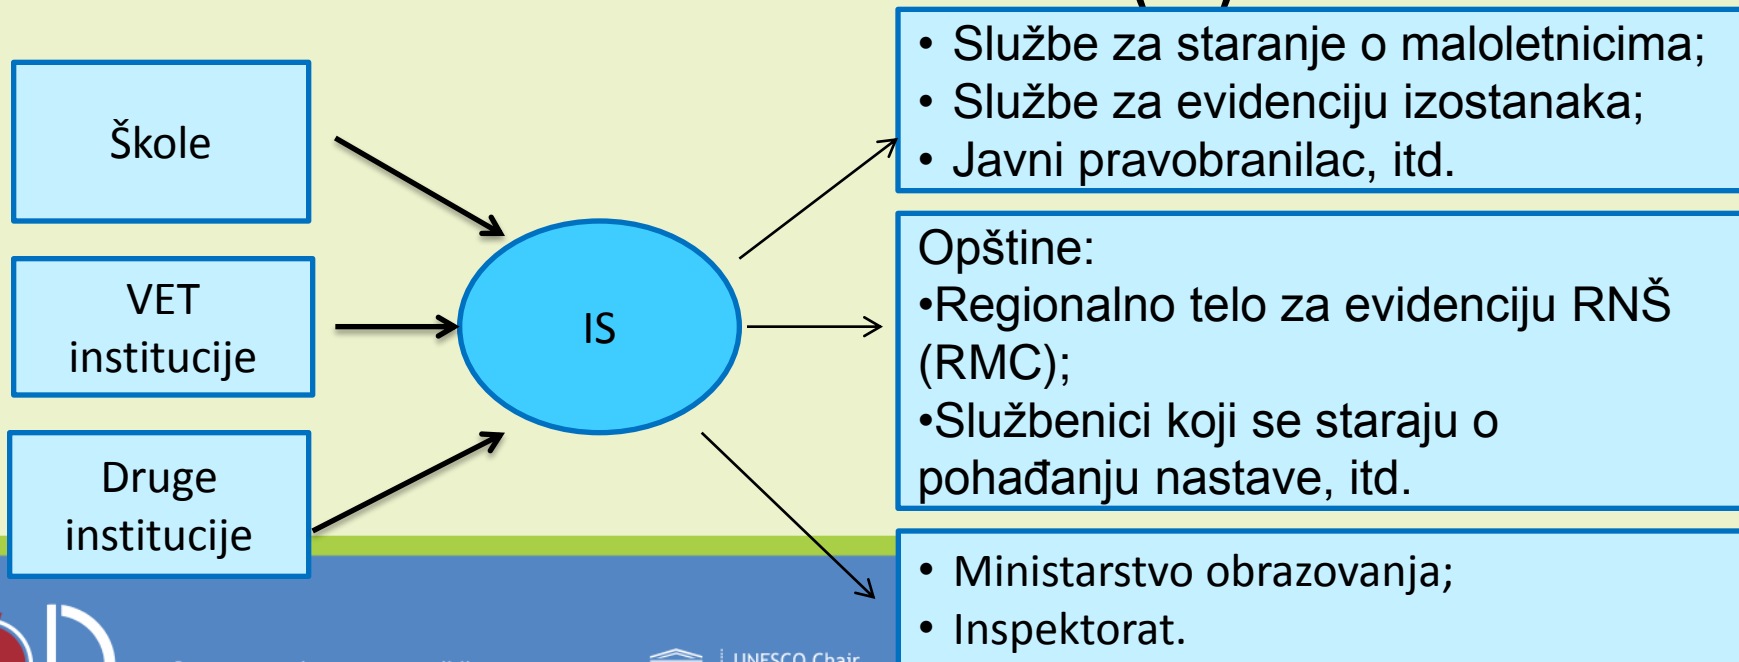 Škole
VET
institucije
Druge
institucije
IS
• Službe za staranje o maloletnicima;
• Službe za evidenciju izostanaka;
• Javni pravobranilac, itd.
Opštine:
•Regionalno telo za evidenciju RNŠ
(RMC);
•Službenici koji se staraju o
pohađanju nastave, itd.
• Ministarstvo obrazovanja;
• Inspektorat.
UNESCO Chair